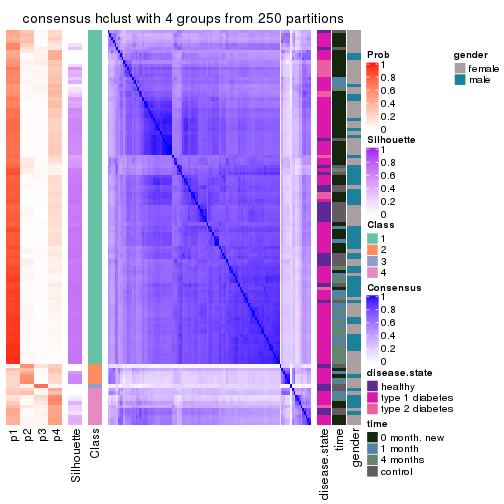 consensus hclust with 4 groups from 250 partitions
Prob
1
0.8
0.6
0.4
0.2
0
gender
female
male
Silhouette
1
0.8
0.6
0.4
0.2
0
Class
1
2
3
4
Consensus
1
0.8
0.6
0.4
0.2
0
disease.state
healthy
type 1 diabetes
type 2 diabetes
time
0 month. new
1 month
4 months
control
p1
p2
p3
p4
Silhouette
Class
disease.state
time
gender